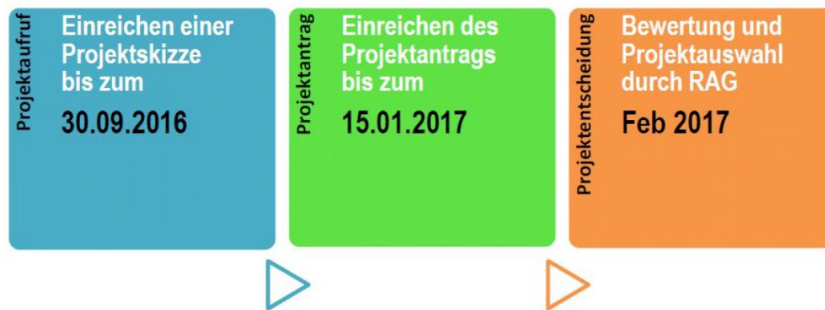 Projektaufruf
Einreichen einer
Projektskizze
bis zum
30.09.2016
Projektantrag
Einreichen des
Projektantrags
bis zum
15.01.2017
Projektentscheidung
Bewertung und
Projektauswahl
durch RAG
Feb 2017